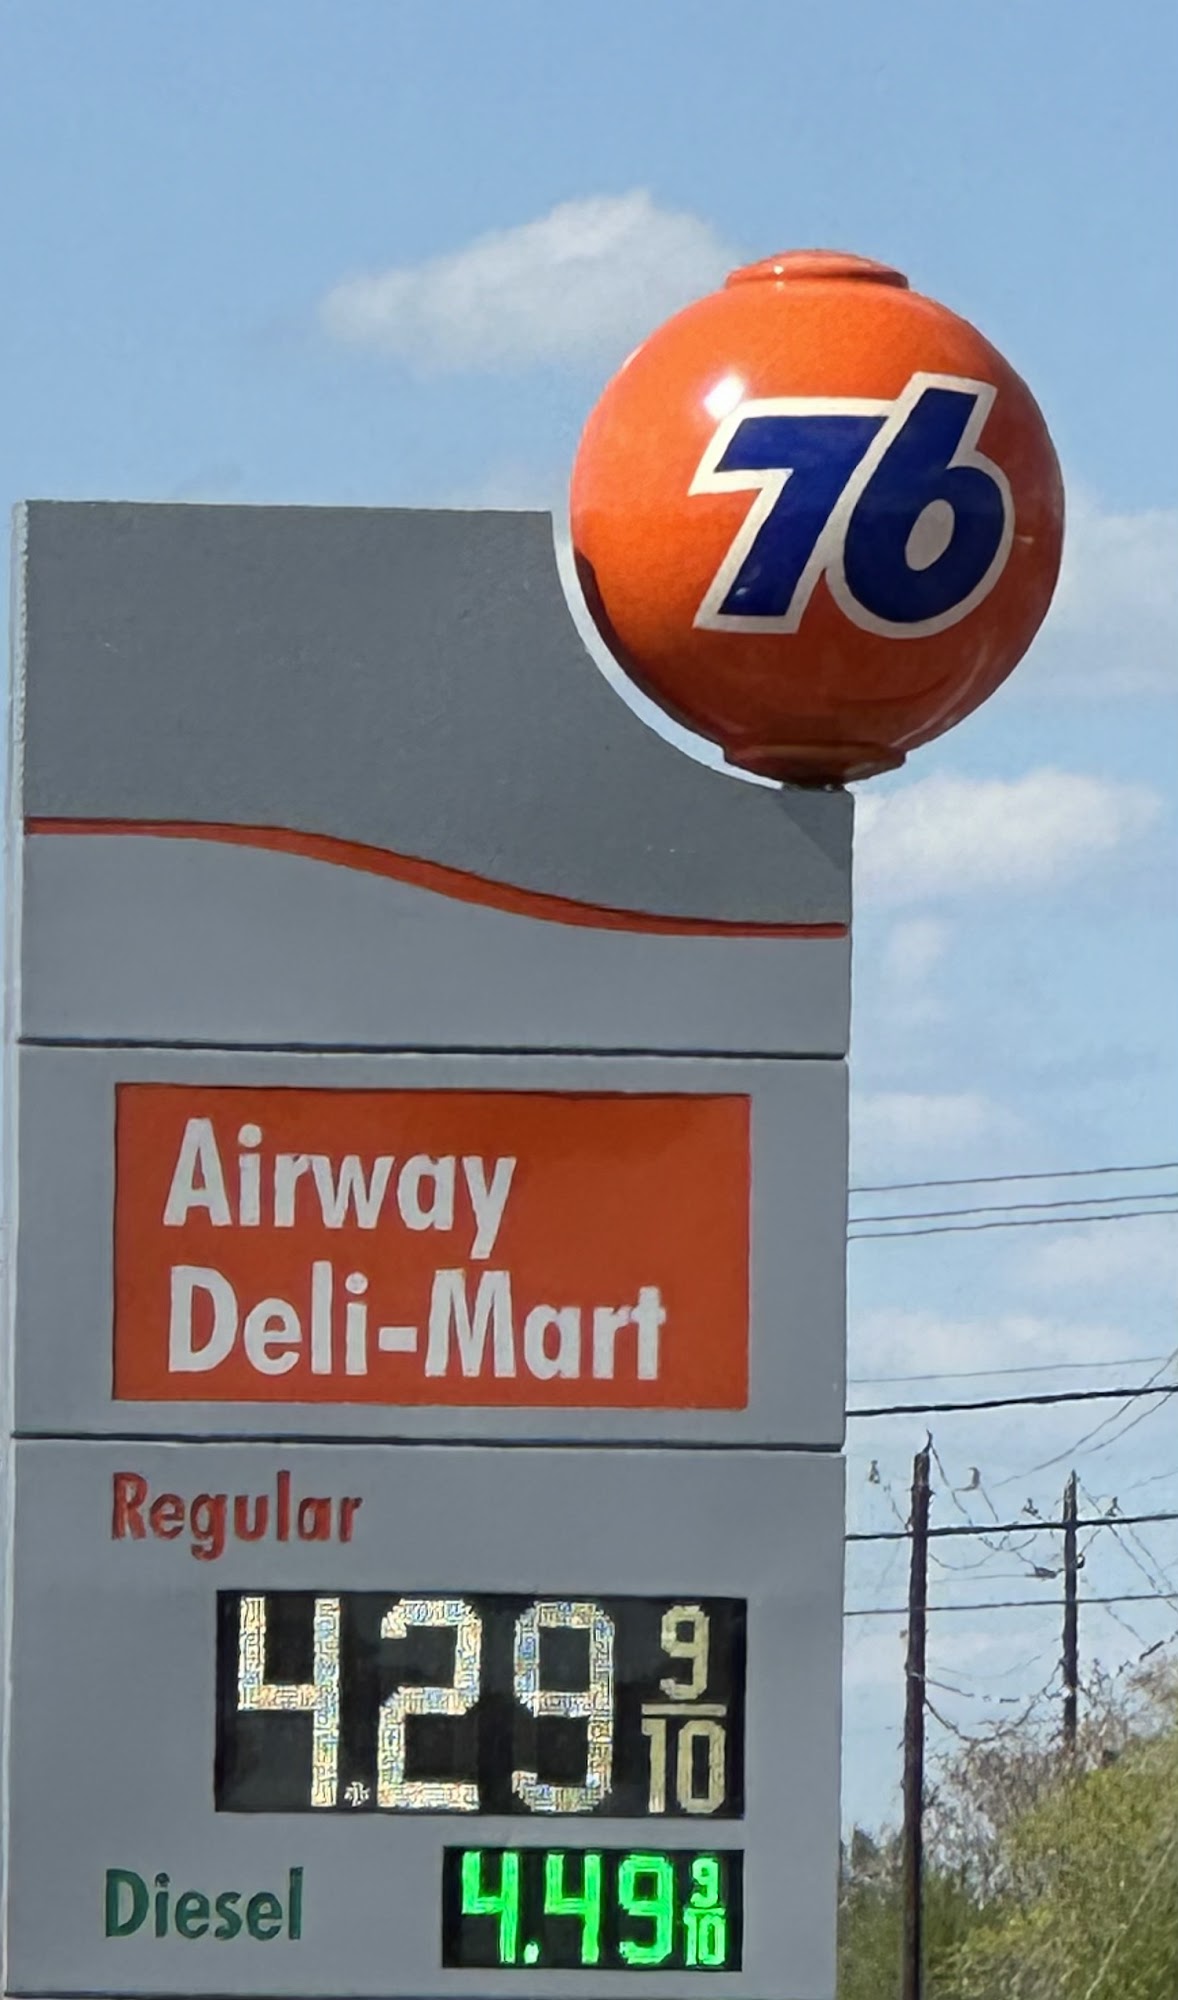 76
Airway
Deli-Mart
Regular
4.29 9/10
Diesel
4.49 9/10